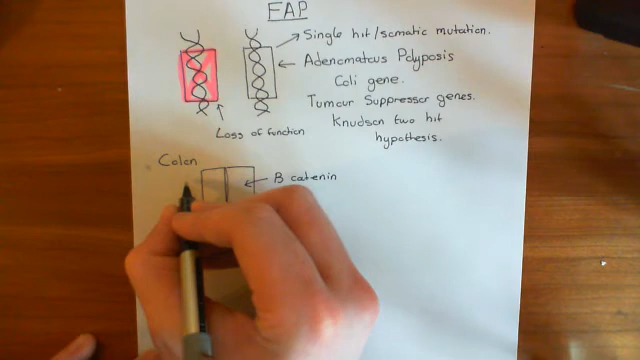 FAP
Single hit/somatic mutation.
Adenomatous Polyposis
Coli gene.
Tumour Suppressor genes.
Knudson two hit
hypothesis.
Loss of function
Colon
B catenin